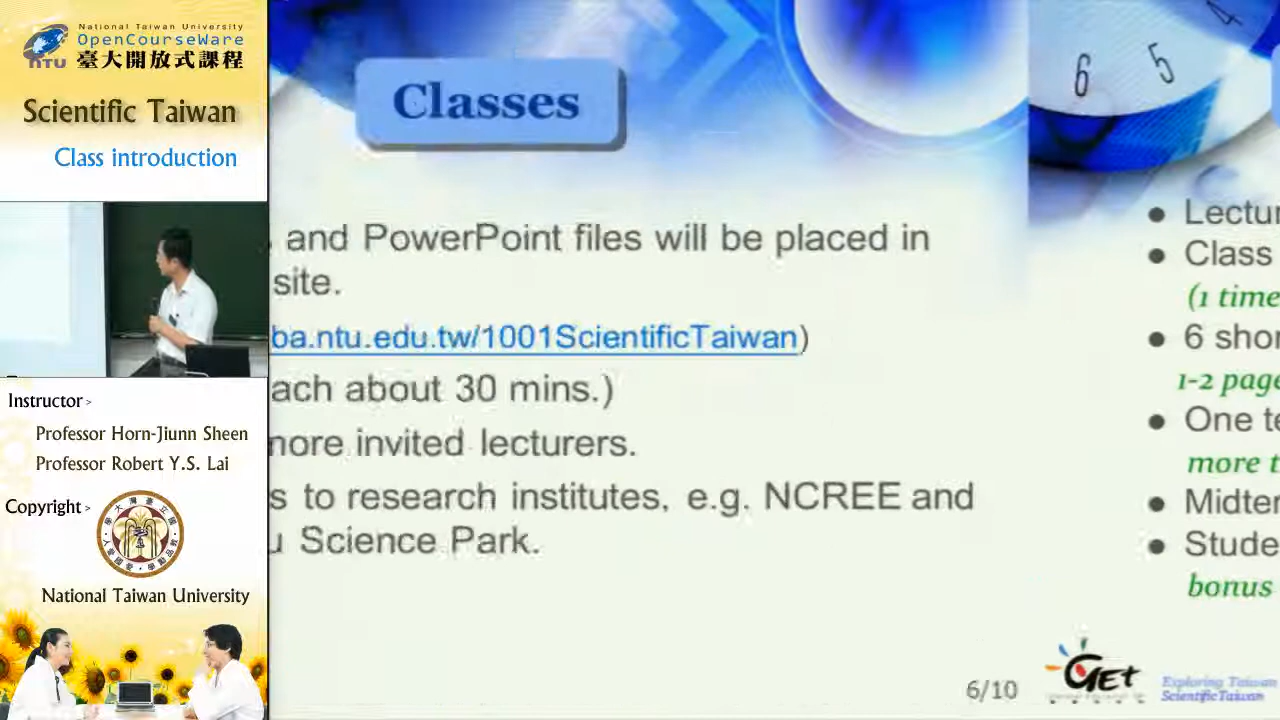 National Taiwan University
OpenCourseWare
NTU 臺大開放式課程
Scientific Taiwan
Class introduction
Instructor >
Professor Horn-Jiunn Sheen
Professor Robert Y.S. Lai
Copyright >
National Taiwan University
Classes
and PowerPoint files will be placed in
site.
ba.ntu.edu.tw/1001ScientificTaiwan)
ach about 30 mins.)
more invited lecturers.
s to research institutes, e.g. NCREE and
u Science Park.
6/10
4
5
6
Lectur
Class
(1 time
6 shor
1-2 page
One te
more t
Midter
Stude
bonus
GET
Exploring Taiwan
Scientific Taiwan